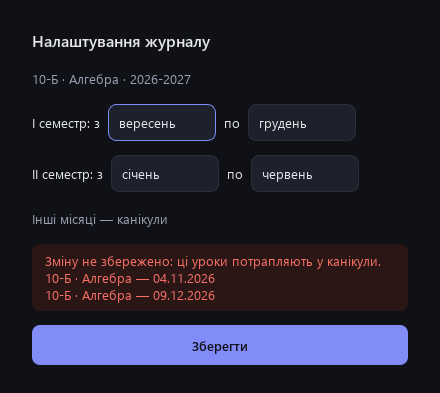 Налаштування журналу
10-Б · Алгебра · 2026-2027
І семестр: з вересень по грудень
ІІ семестр: з січень по червень
Інші місяці — канікули
Зміну не збережено: ці уроки потрапляють у канікули.
10-Б · Алгебра — 04.11.2026
10-Б · Алгебра — 09.12.2026
Зберегти